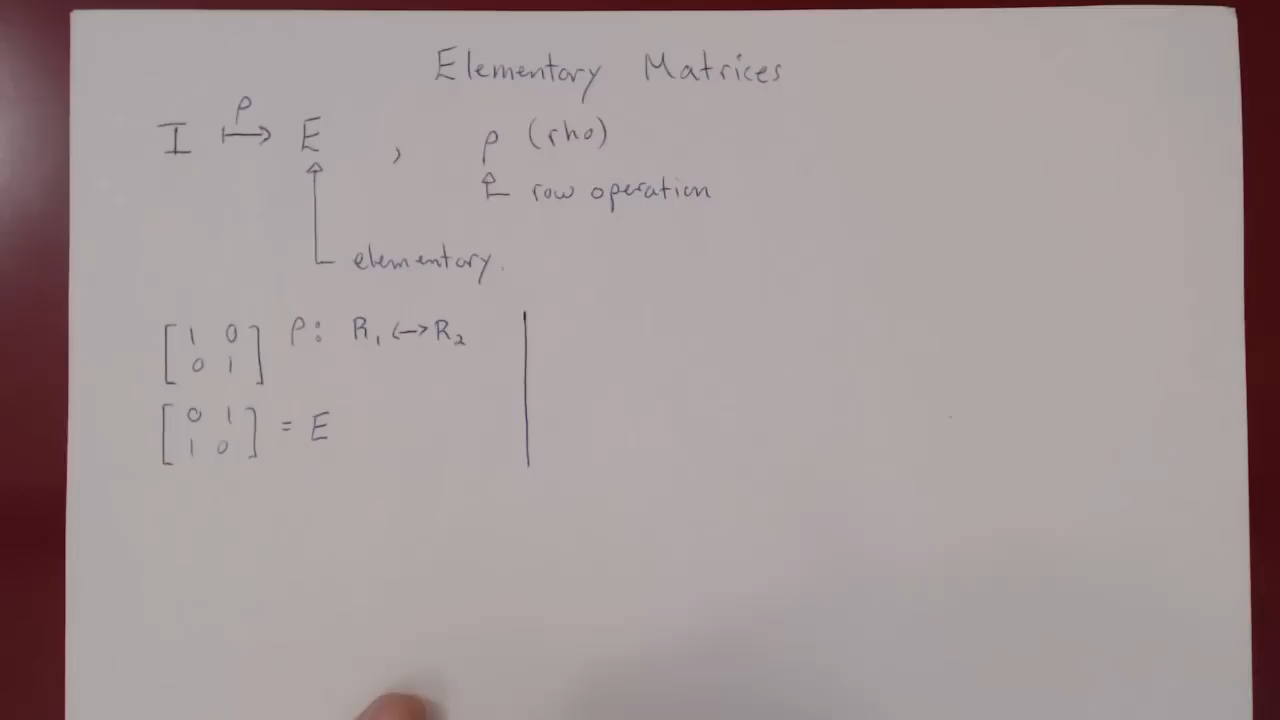 Elementary Matrices
I ρ↦ E , ρ (rho)
row operation
elementary.
[ 1 0 ρ: R₁ ↔ R₂
0 1 ]
[ 0 1
1 0 ] = E